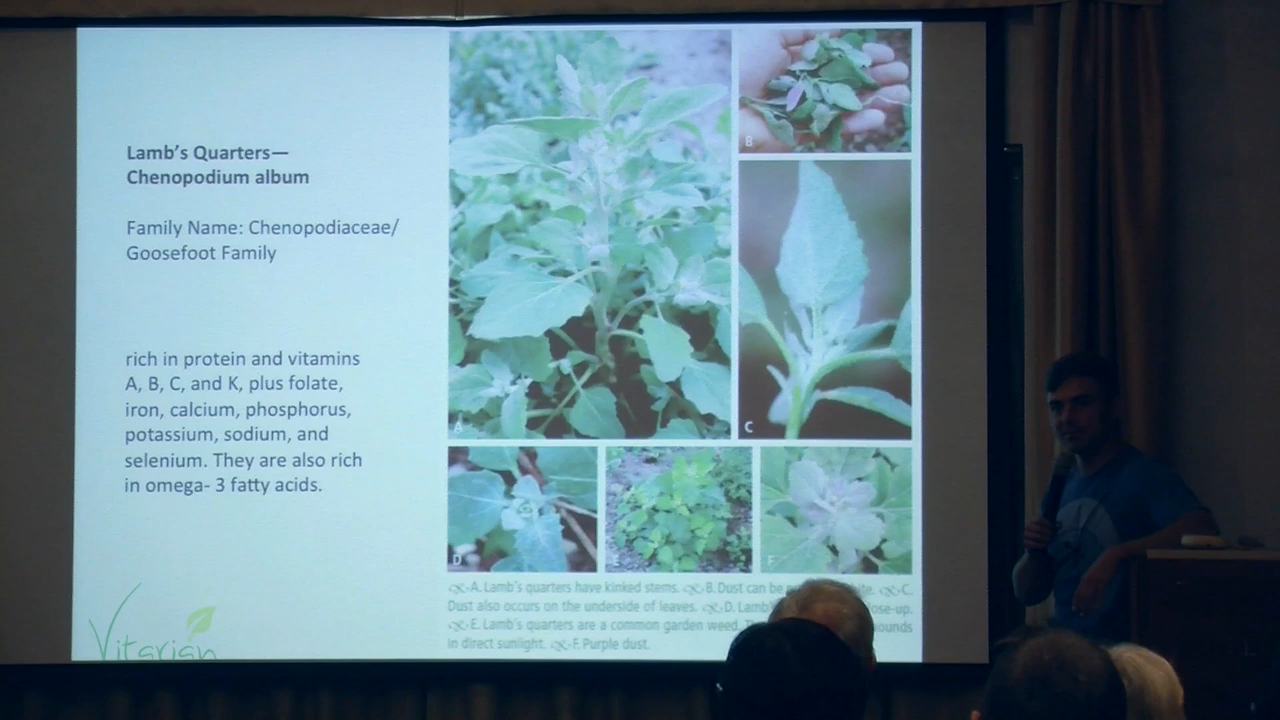 Lamb's Quarters—
Chenopodium album
Family Name: Chenopodiaceae/
Goosefoot Family
rich in protein and vitamins
A, B, C, and K, plus folate,
iron, calcium, phosphorus,
potassium, sodium, and
selenium. They are also rich
in omega- 3 fatty acids.
Vitarian
A
B
C
D
F
A. Lamb's quarters have kinked stems. B. Dust can be C.
Dust also occurs on the underside of leaves. D. Lamb's close-up.
E. Lamb's quarters are a common garden weed.
in direct sunlight. F. Purple dust.